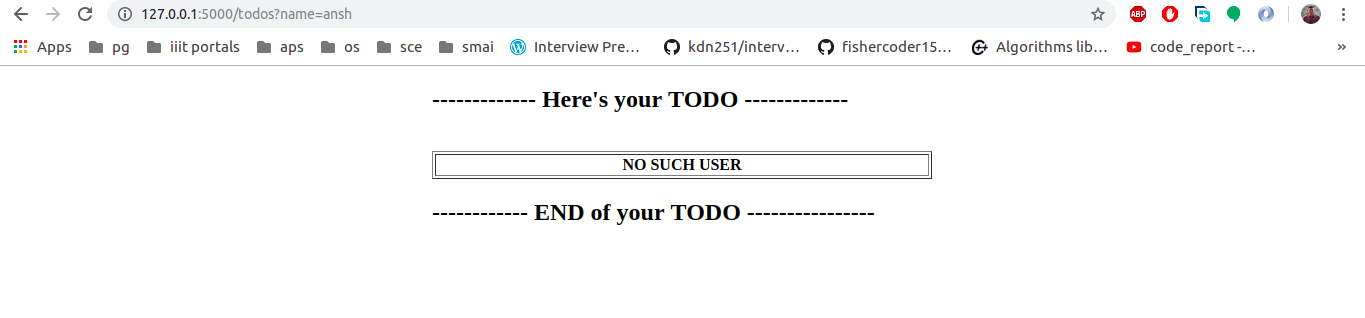 127.0.0.1:5000/todos?name=ansh
ABP
Apps pg iiit portals aps os sce smai Interview Pre... kdn251/interv... fishercoder15... Algorithms lib... code_report -... »
------------- Here's your TODO -------------
NO SUCH USER
------------ END of your TODO ----------------